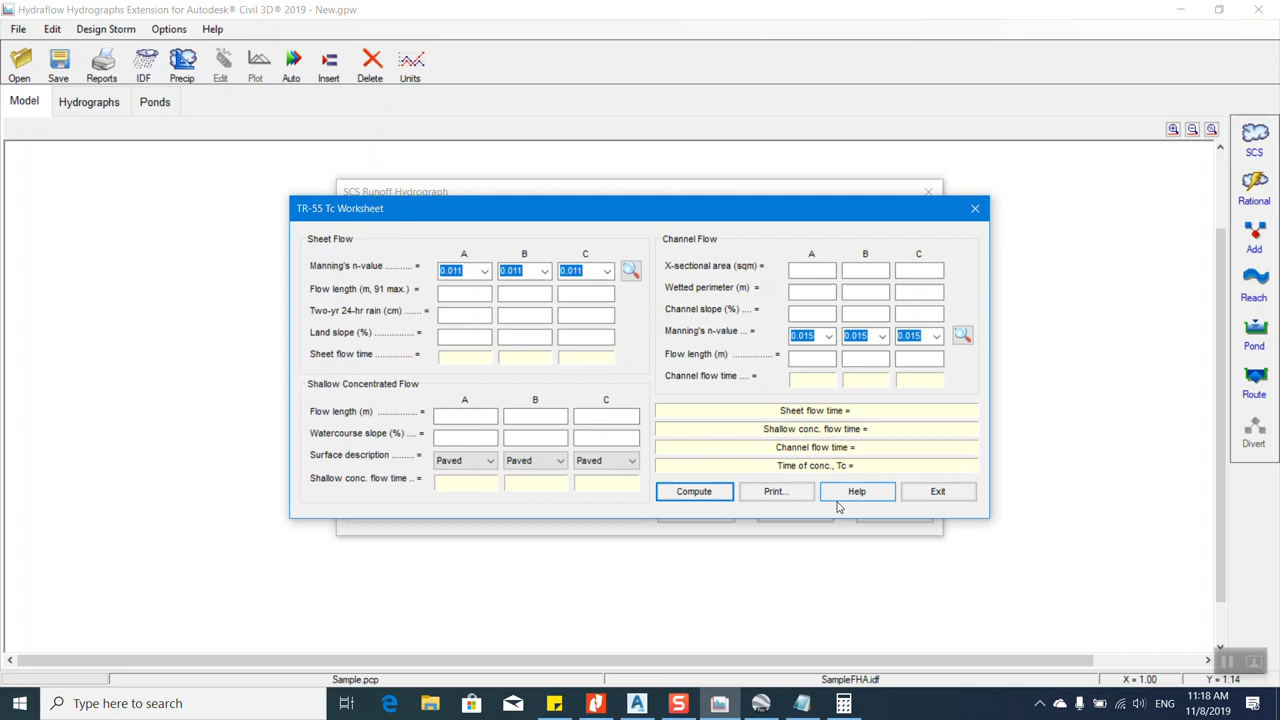 Hydraflow Hydrographs Extension for Autodesk® Civil 3D® 2019 - New.gpw
File Edit Design Storm Options Help
Open Save Reports IDF Precip Edit Plot Auto Insert Delete Units
Model Hydrographs Ponds
SCS Runoff Hydrograph
TR-55 Tc Worksheet
Sheet Flow
A B C
Manning's n-value .......... = 0.011 0.011 0.011
Flow length (m, 91 max.) = 
Two-yr 24-hr rain (cm) ...... =
Land slope (%) ................ =
Sheet flow time .............. =
Shallow Concentrated Flow
A B C
Flow length (m) .............. =
Watercourse slope (%) .... =
Surface description ......... = Paved Paved Paved
Shallow conc. flow time .. =
Channel Flow
A B C
X-sectional area (sqm) =
Wetted perimeter (m) =
Channel slope (%) .... =
Manning's n-value ... = 0.015 0.015 0.015
Flow length (m) ............... =
Channel flow time .... =
Sheet flow time =
Shallow conc. flow time =
Channel flow time =
Time of conc., Tc =
Compute Print... Help Exit
SCS
Rational
Add
Reach
Pond
Route
Divert
Sample.pcp SampleFHA.idf X = 1.00 Y = 1.14
Type here to search
ENG
11:18 AM
11/8/2019